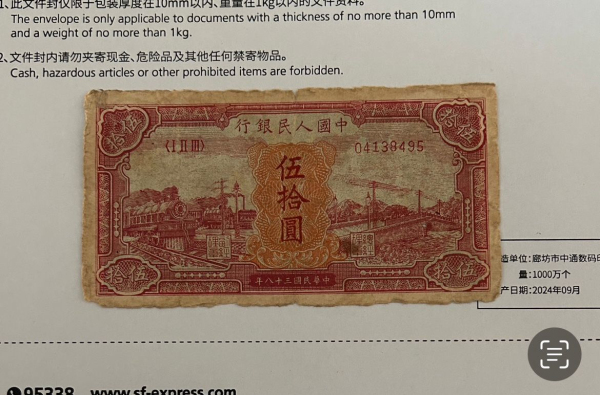 1、此文件封仅限于包装厚度在10mm以内、重量在1kg以内的文件资料。
The envelope is only applicable to documents with a thickness of no more than 10mm
and a weight of no more than 1kg.
2、文件封内请勿夹寄现金、危险品及其他任何禁寄物品。
Cash, hazardous articles or other prohibited items are forbidden.
伍拾
伍拾
行銀民人國中
〈I II III〉
04138495
伍拾圓
拾伍
拾伍
年八十三國民華中
造单位：廊坊市中通数码
量：1000万个
产日期：2024年09月
95338 www.sf-express.com